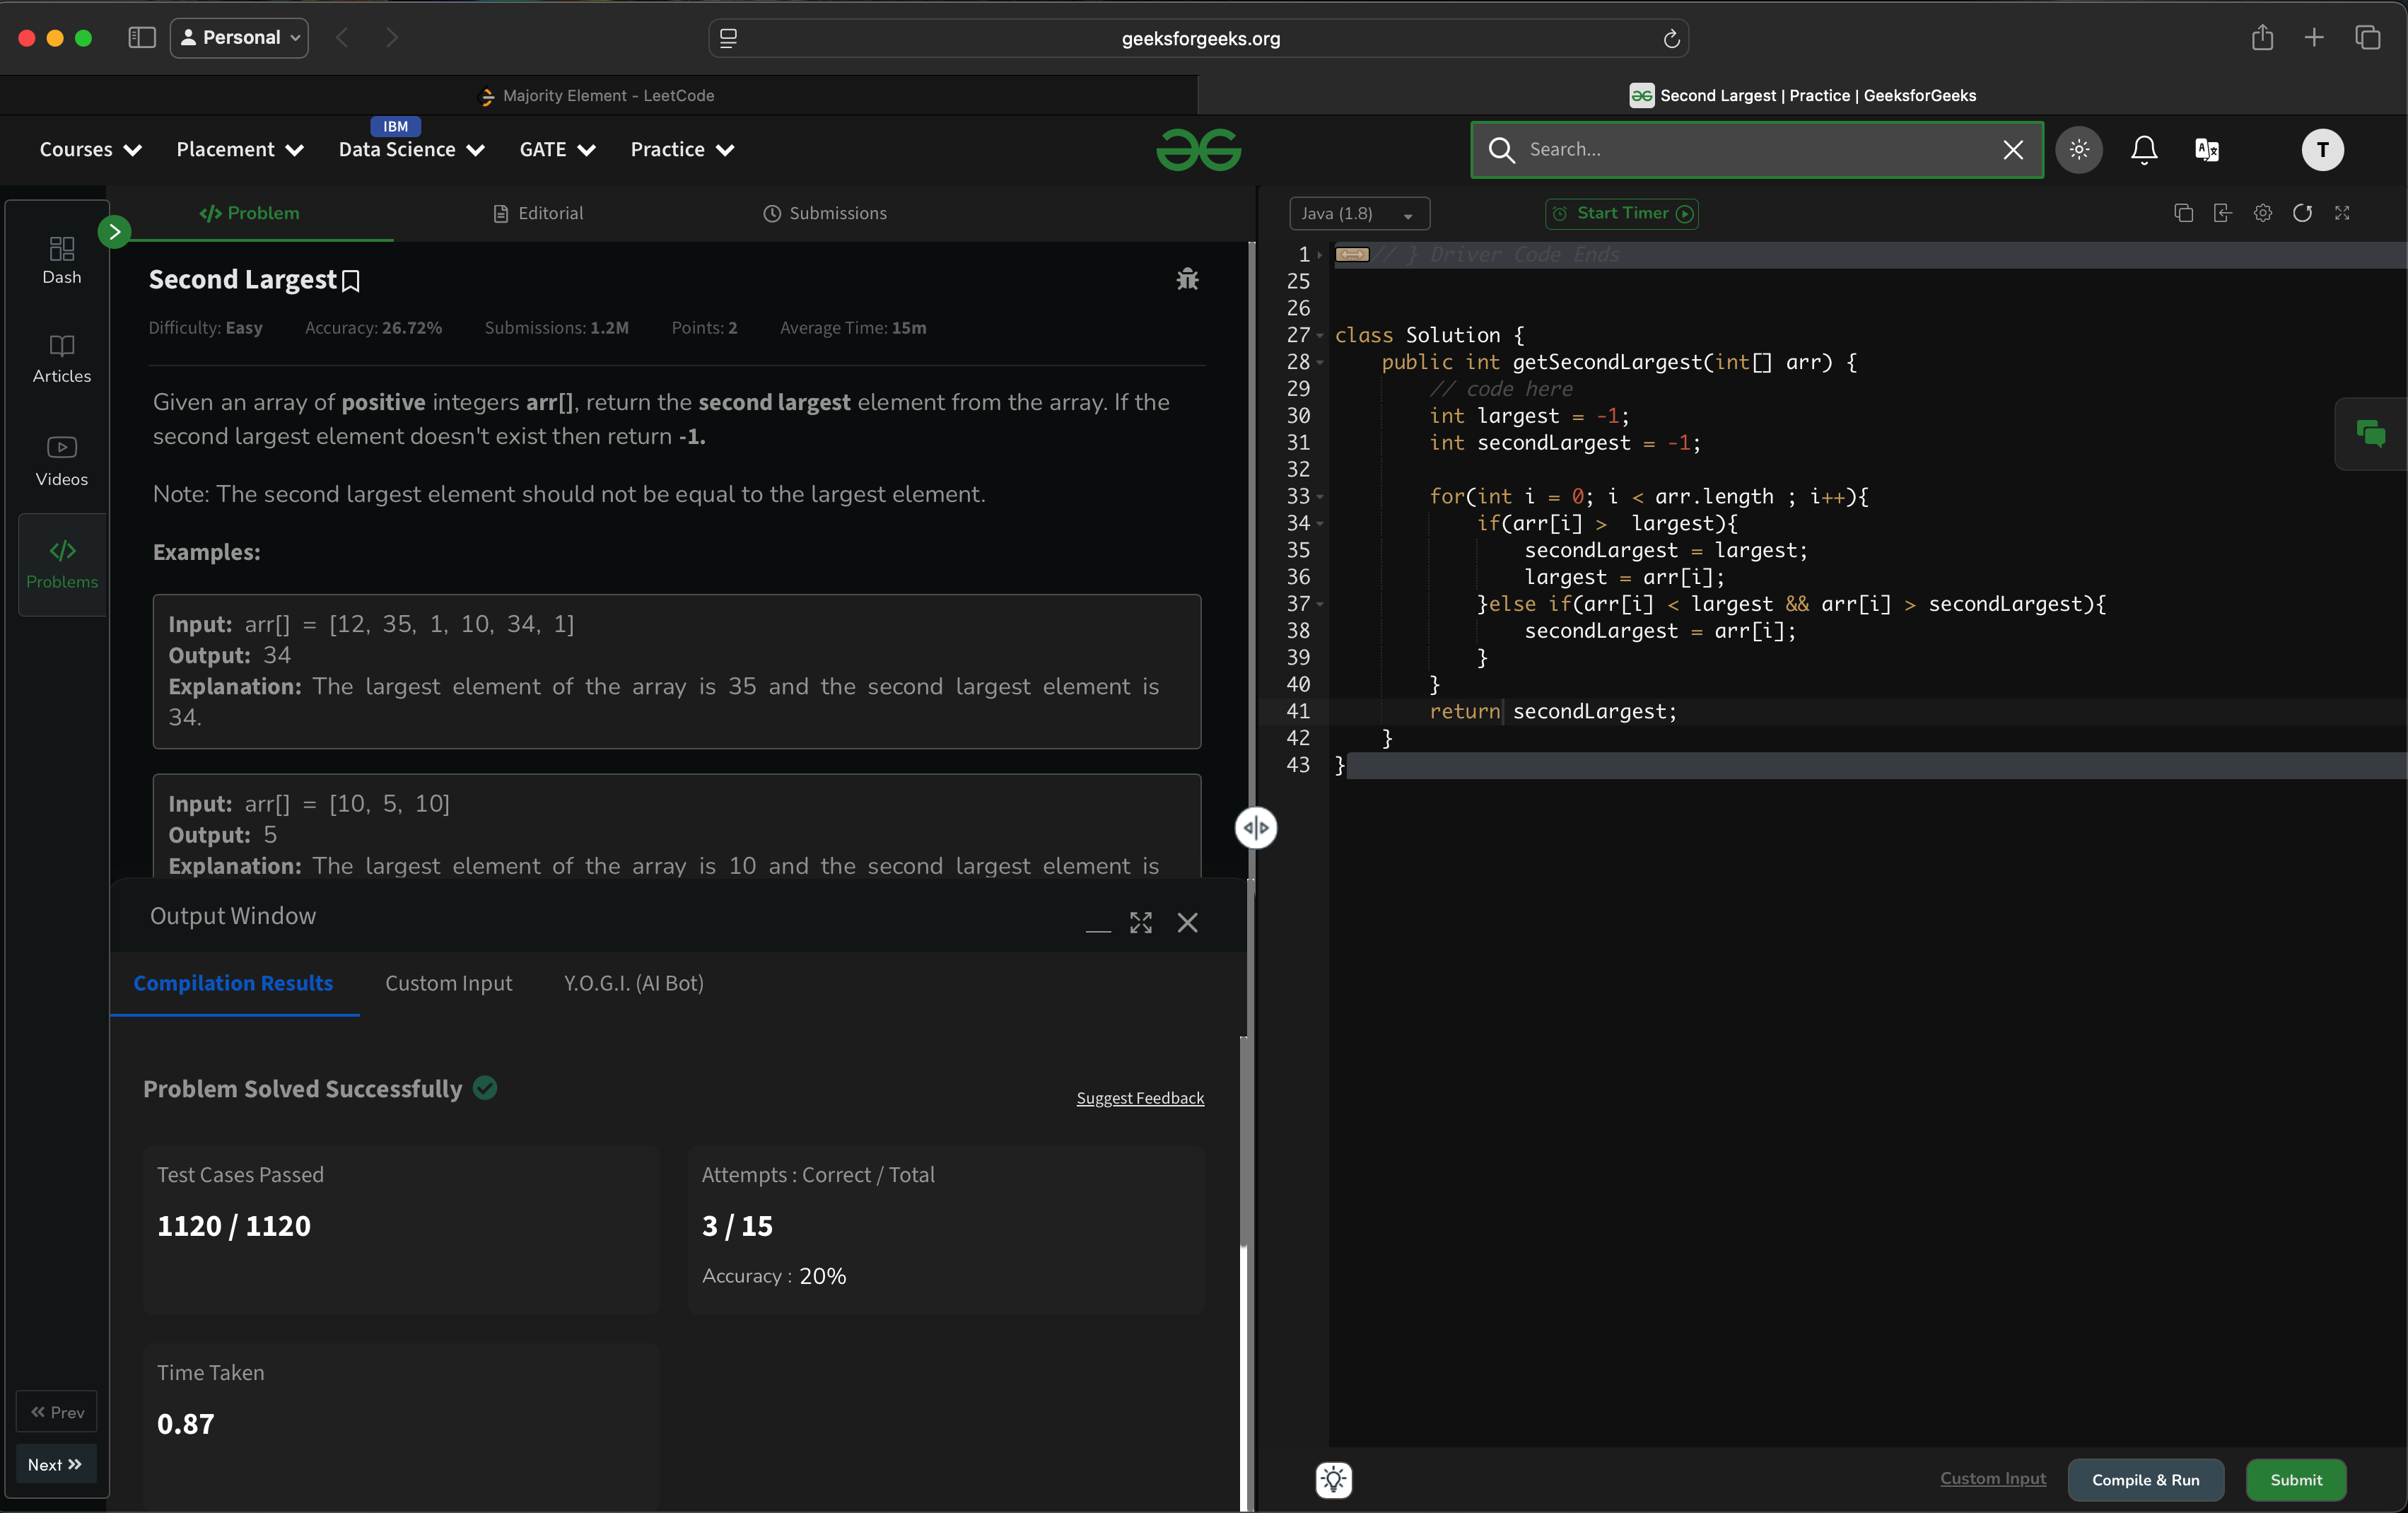 Personal
geeksforgeeks.org
Majority Element - LeetCode
Second Largest | Practice | GeeksforGeeks
Courses
Placement
IBM
Data Science
GATE
Practice
Search...
T
Dash
Articles
Videos
Problems
Prev
Next
Problem
Editorial
Submissions
Second Largest
Difficulty: Easy Accuracy: 26.72% Submissions: 1.2M Points: 2 Average Time: 15m
Given an array of positive integers arr[], return the second largest element from the array. If the
second largest element doesn't exist then return -1.
Note: The second largest element should not be equal to the largest element.
Examples:
Input: arr[] = [12, 35, 1, 10, 34, 1]
Output: 34
Explanation: The largest element of the array is 35 and the second largest element is
34.
Input: arr[] = [10, 5, 10]
Output: 5
Explanation: The largest element of the array is 10 and the second largest element is
Output Window
Compilation Results
Custom Input
Y.O.G.I. (AI Bot)
Problem Solved Successfully
Suggest Feedback
Test Cases Passed
1120 / 1120
Attempts : Correct / Total
3 / 15
Accuracy : 20%
Time Taken
0.87
Java (1.8)
Start Timer
1 // } Driver Code Ends
25
26
27 class Solution {
28 public int getSecondLargest(int[] arr) {
29 // code here
30 int largest = -1;
31 int secondLargest = -1;
32
33 for(int i = 0; i < arr.length ; i++){
34 if(arr[i] >  largest){
35 secondLargest = largest;
36 largest = arr[i];
37 }else if(arr[i] < largest && arr[i] > secondLargest){
38 secondLargest = arr[i];
39 }
40 }
41 return secondLargest;
42 }
43 }
Custom Input
Compile & Run
Submit